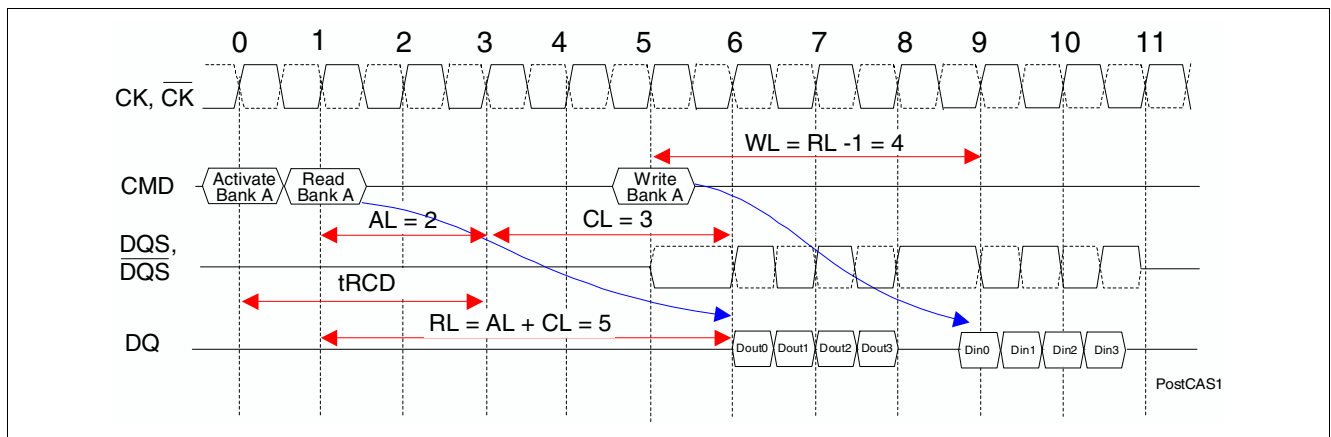 0 1 2 3 4 5 6 7 8 9 10 11
CK, CK
WL = RL -1 = 4
CMD
Activate
Bank A
Read
Bank A
Write
Bank A
AL = 2
CL = 3
DQS,
DQS
tRCD
RL = AL + CL = 5
DQ
Dout0 Dout1 Dout2 Dout3 Din0 Din1 Din2 Din3
PostCAS1